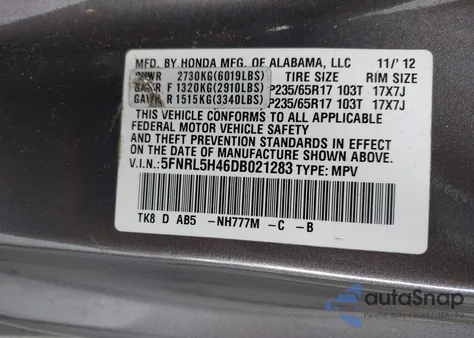 MFD. BY HONDA MFG. OF ALABAMA, LLC 11/'12
GVWR 2730KG(6019LBS) TIRE SIZE RIM SIZE
GAWR F 1320KG(2910LBS) P235/65R17 103T 17X7J
GAWR R 1515KG(3340LBS) P235/65R17 103T 17X7J
THIS VEHICLE CONFORMS TO ALL APPLICABLE
FEDERAL MOTOR VEHICLE SAFETY
AND THEFT PREVENTION STANDARDS IN EFFECT
ON THE DATE OF MANUFACTURE SHOWN ABOVE.
V.I.N.: 5FNRL5H46DB021283 TYPE: MPV
TK8 D AB5 -NH777M -C -B
autoSnap